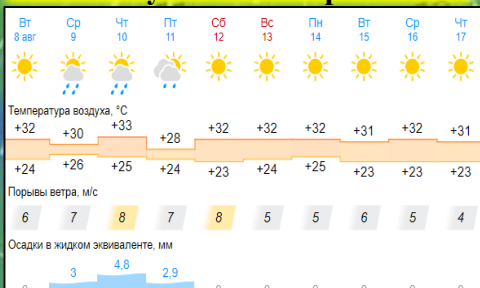 Вт Ср Чт Пт Сб Вс Пн Вт Ср Чт
8 авг 9 10 11 12 13 14 15 16 17
Температура воздуха, °C
+32 +30 +33 +28 +32 +32 +32 +31 +32 +31
+24 +26 +25 +24 +23 +24 +25 +23 +23 +23
Порывы ветра, м/с
6 7 8 7 8 5 5 6 5 4
Осадки в жидком эквиваленте, мм
3 4,8 2,9